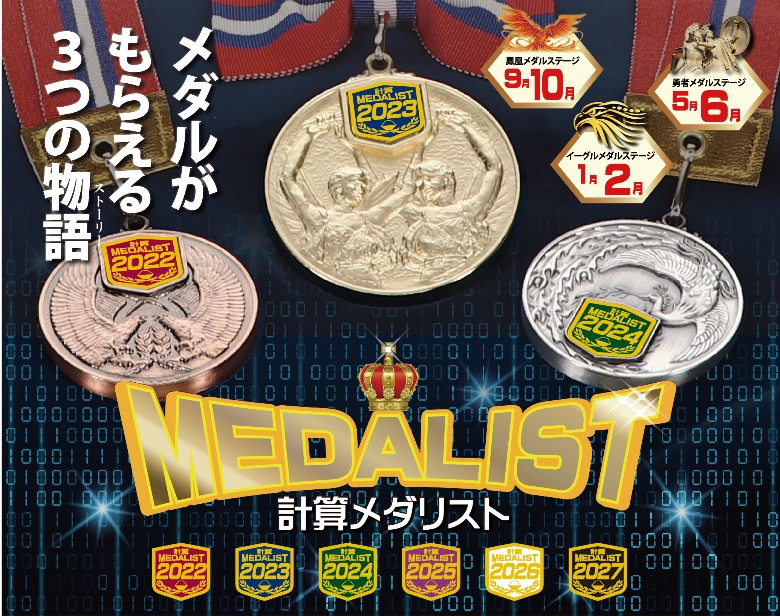 メダルが
もらえる
3つの物語
ストーリー
鳳凰メダルステージ
9月10月
勇者メダルステージ
5月6月
イーグルメダルステージ
1月2月
計算
MEDALIST
2022
計算
MEDALIST
2023
計算
MEDALIST
2024
MEDALIST
計算メダリスト
計算
MEDALIST
2022
計算
MEDALIST
2023
計算
MEDALIST
2024
計算
MEDALIST
2025
計算
MEDALIST
2026
計算
MEDALIST
2027